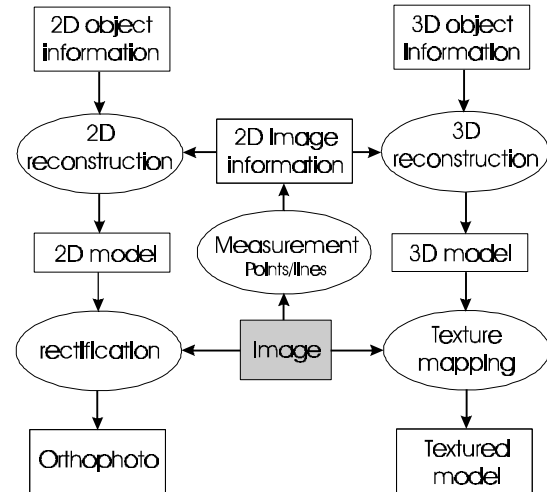 2D object
information
3D object
Information
2D
reconstruction
2D Image
information
3D
reconstruction
2D model
Measurement
Points/lines
3D model
rectification
Image
Texture
mapping
Orthophoto
Textured
model